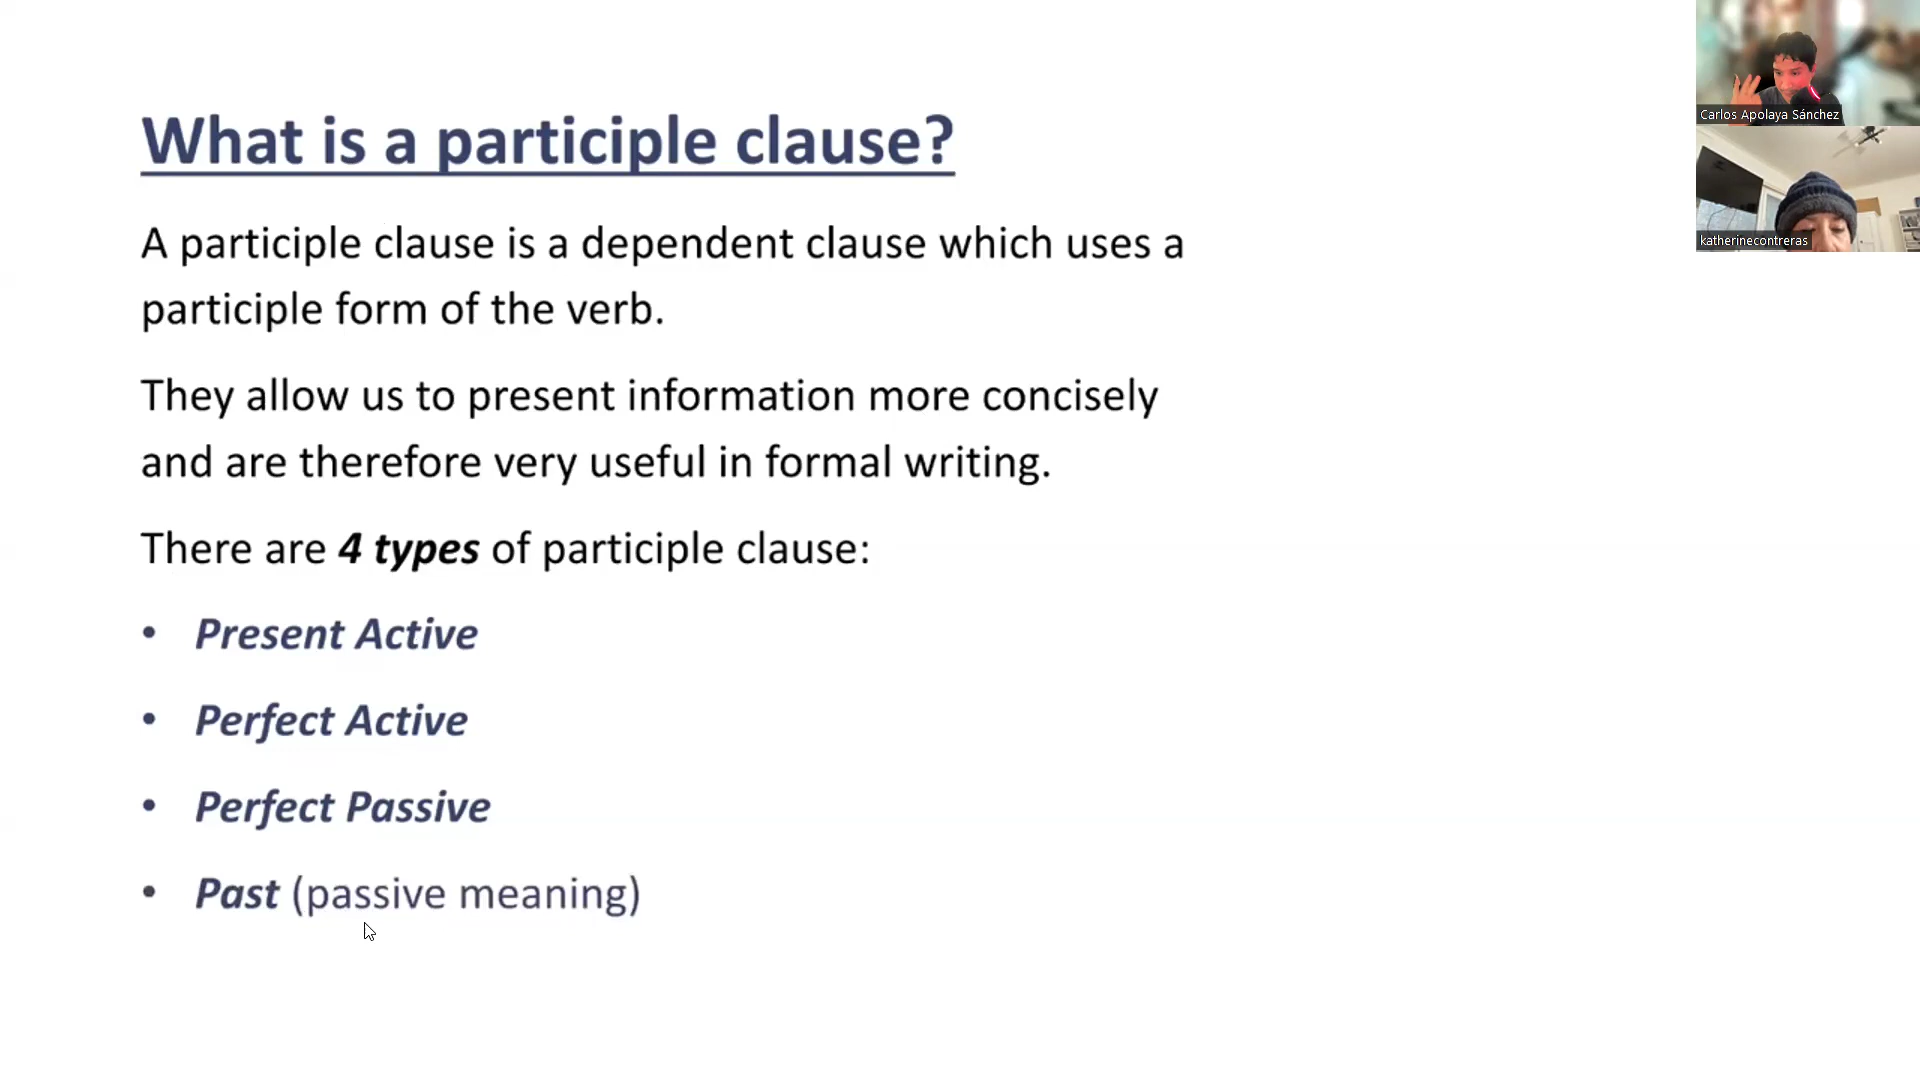 What is a participle clause?
A participle clause is a dependent clause which uses a
participle form of the verb.
They allow us to present information more concisely
and are therefore very useful in formal writing.
There are 4 types of participle clause:
• Present Active
• Perfect Active
• Perfect Passive
• Past (passive meaning)
Carlos Apolaya Sánchez
katherinecontreras